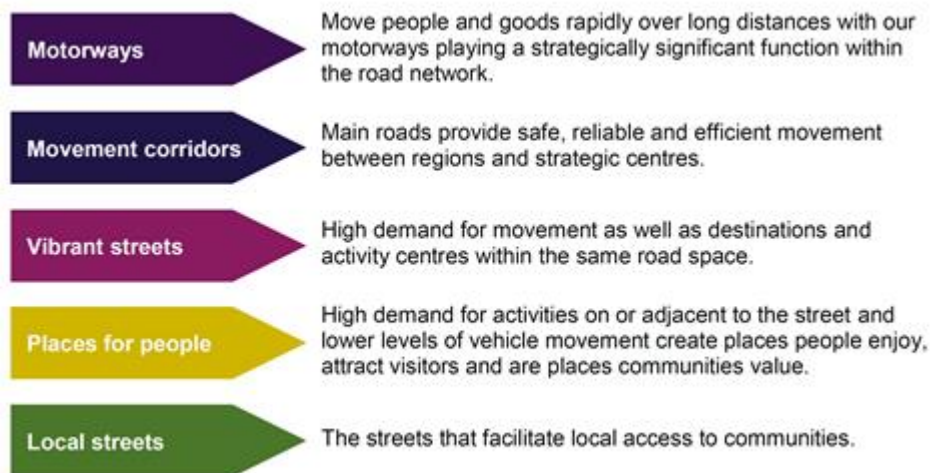 Motorways
Move people and goods rapidly over long distances with our
motorways playing a strategically significant function within
the road network.
Movement corridors
Main roads provide safe, reliable and efficient movement
between regions and strategic centres.
Vibrant streets
High demand for movement as well as destinations and
activity centres within the same road space.
Places for people
High demand for activities on or adjacent to the street and
lower levels of vehicle movement create places people enjoy,
attract visitors and are places communities value.
Local streets
The streets that facilitate local access to communities.